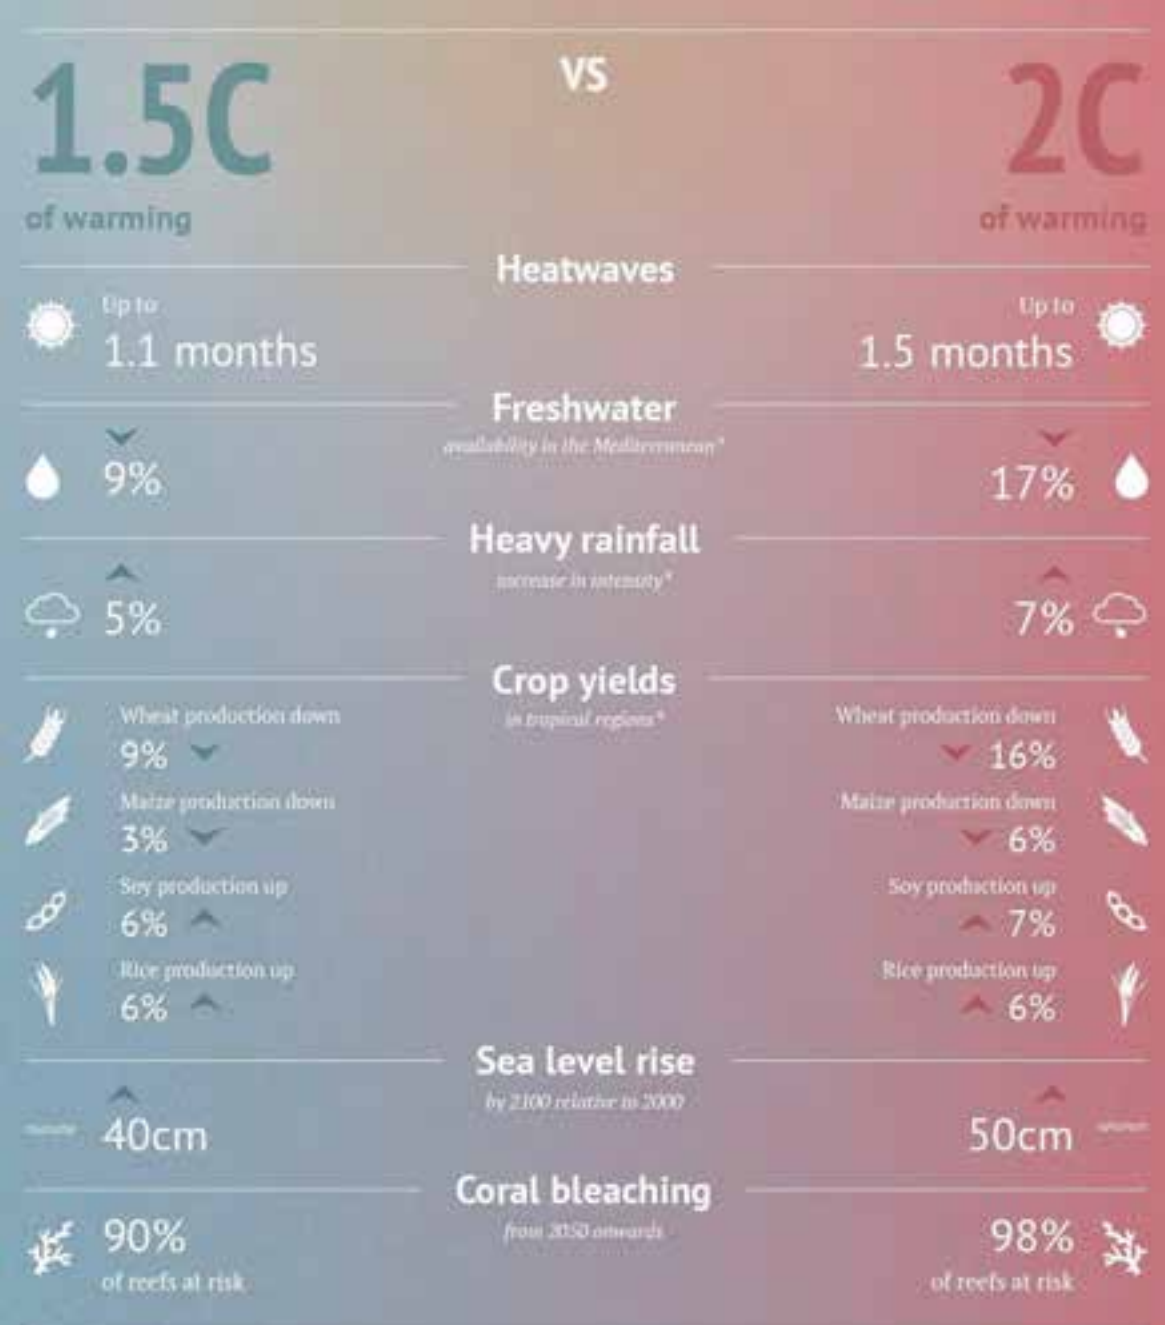 1.5C VS 2C
of warming of warming
Heatwaves
Up to Up to
1.1 months 1.5 months
Freshwater
availability in the Mediterranean*
9% 17%
Heavy rainfall
increase in intensity*
5% 7%
Crop yields
in tropical regions*
Wheat production down Wheat production down
9% 16%
Maize production down Maize production down
3% 6%
Soy production up Soy production up
6% 7%
Rice production up Rice production up
6% 6%
Sea level rise
by 2100 relative to 2000
40cm 50cm
Coral bleaching
from 2050 onwards
90% 98%
of reefs at risk of reefs at risk